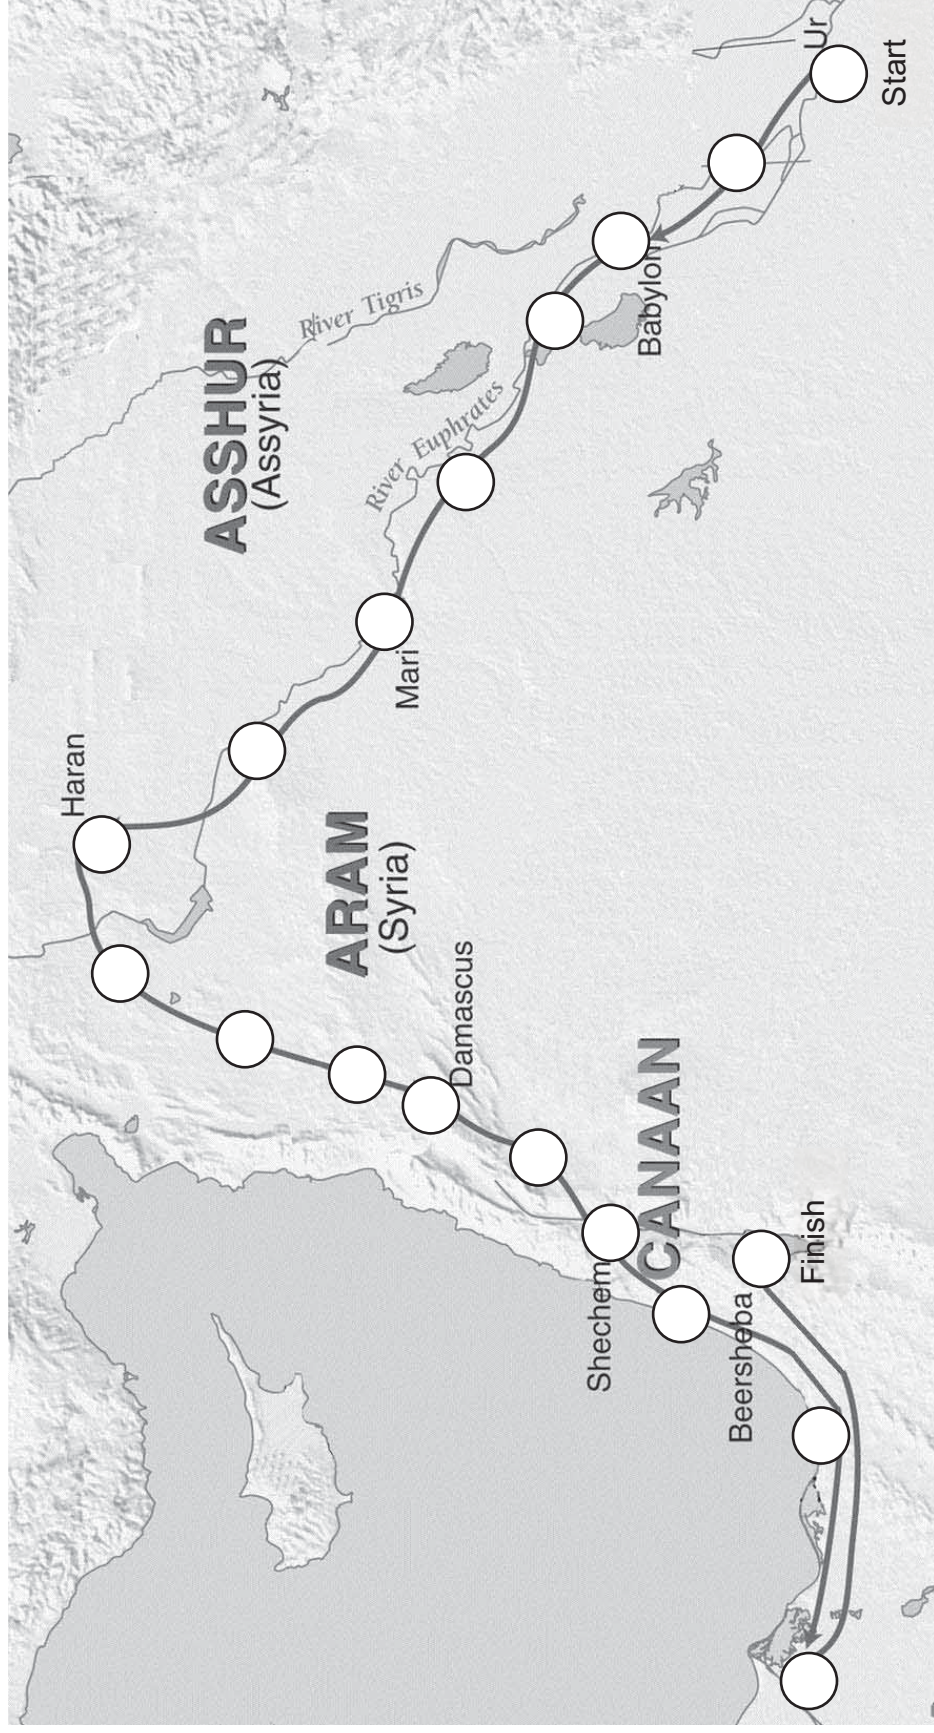 Haran
ASSHUR
(Assyria)
River Tigris
River Euphrates
ARAM
(Syria)
Mari
Damascus
Babylon
Ur
Start
CANAAN
Shechem
Beersheba
Finish